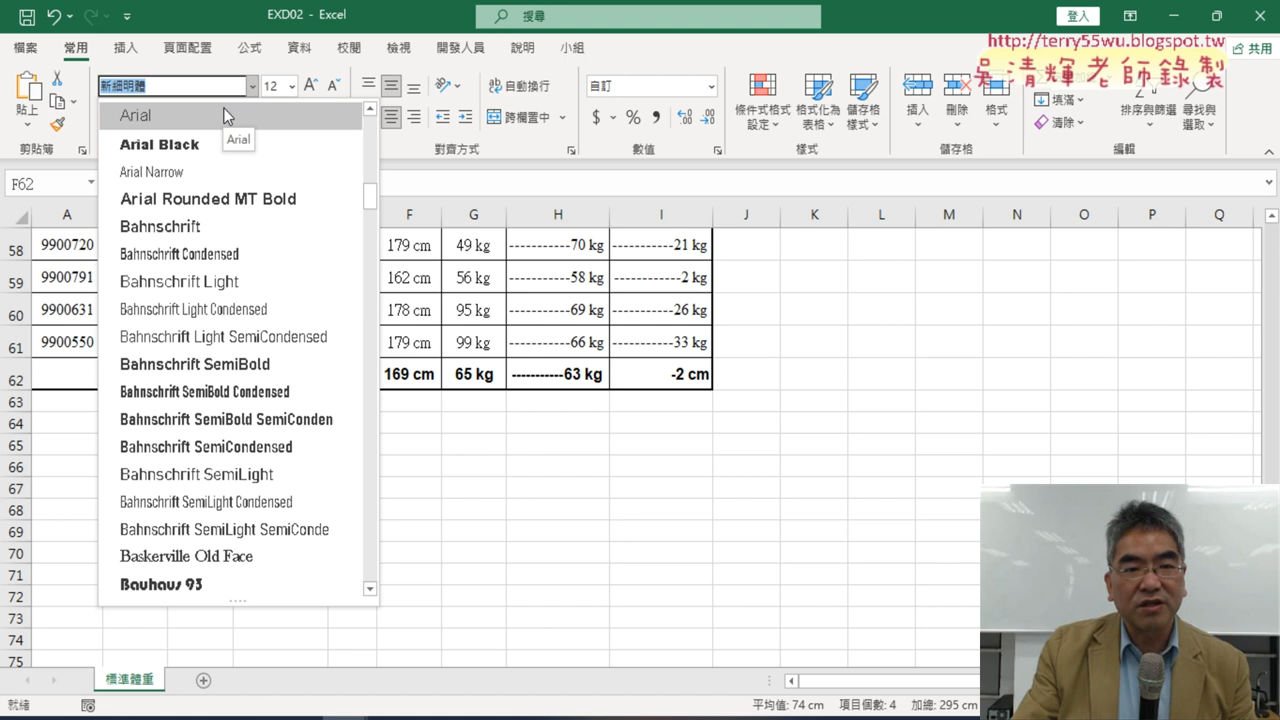 EXD02 - Excel
搜尋
登入
檔案 常用 插入 頁面配置 公式 資料 校閱 檢視 開發人員 說明 小組
共用
http://terry55wu.blogspot.tw
吳清輝老師錄製
貼上
新細明體
12
自動換行
跨欄置中
自訂
$ % ,
條件式格式設定
格式化為表格
儲存格樣式
插入
刪除
格式
填滿
清除
排序與篩選
尋找與選取
剪貼簿
對齊方式
數值
樣式
儲存格
編輯
F62
Arial
Arial
Arial Black
Arial Narrow
Arial Rounded MT Bold
Bahnschrift
Bahnschrift Condensed
Bahnschrift Light
Bahnschrift Light Condensed
Bahnschrift Light SemiCondensed
Bahnschrift SemiBold
Bahnschrift SemiBold Condensed
Bahnschrift SemiBold SemiConden
Bahnschrift SemiCondensed
Bahnschrift SemiLight
Bahnschrift SemiLight Condensed
Bahnschrift SemiLight SemiConde
Baskerville Old Face
Bauhaus 93
A F G H I J K L M N O P Q
58 9900720 179 cm 49 kg ----------70 kg ----------21 kg
59 9900791 162 cm 56 kg ----------58 kg -----------2 kg
60 9900631 178 cm 95 kg ----------69 kg ----------26 kg
61 9900550 179 cm 99 kg ----------66 kg ----------33 kg
62 169 cm 65 kg ----------63 kg -2 cm
63
64
65
66
67
68
69
70
71
72
73
74
75
標準體重
就緒
平均值: 74 cm 項目個數: 4 加總: 295 cm